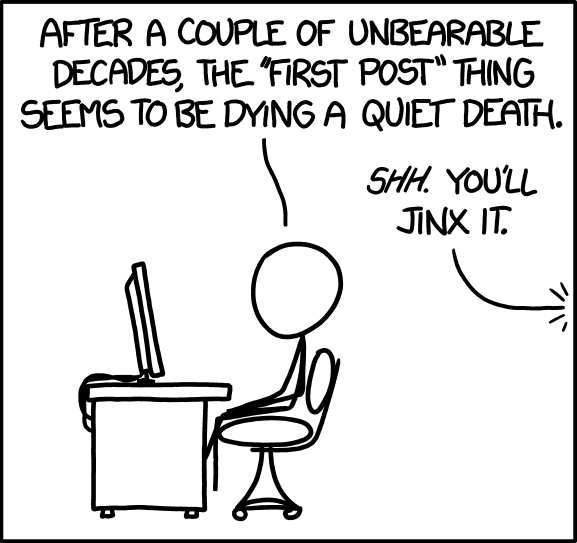 AFTER A COUPLE OF UNBEARABLE
DECADES, THE "FIRST POST" THING
SEEMS TO BE DYING A QUIET DEATH.
SHH. YOU'LL
JINX IT.